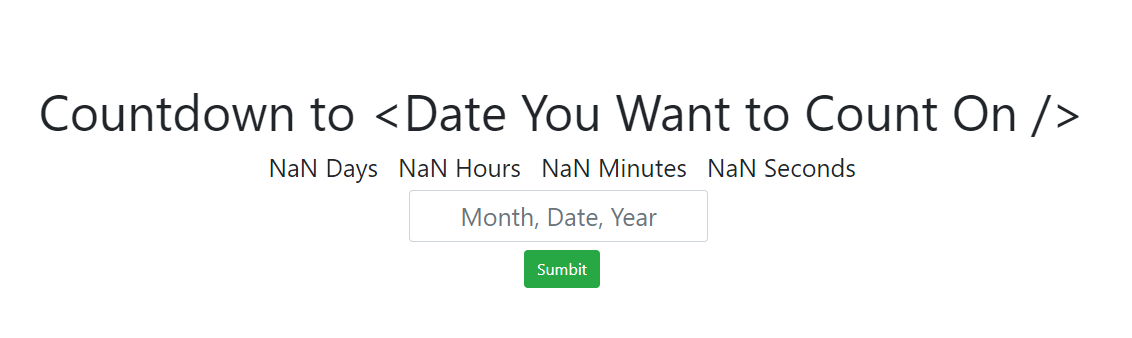 Countdown to <Date You Want to Count On />
NaN Days NaN Hours NaN Minutes NaN Seconds
Month, Date, Year
Sumbit